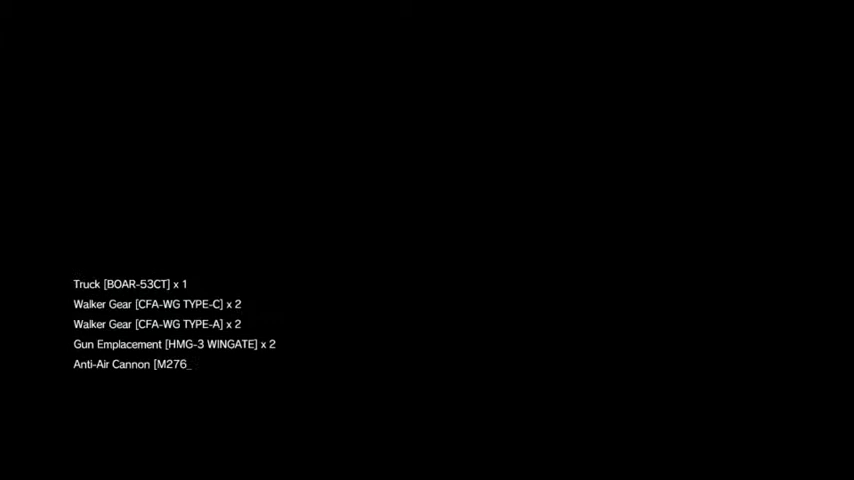 Truck [BOAR-53CT] x 1
Walker Gear [CFA-WG TYPE-C] x 2
Walker Gear [CFA-WG TYPE-A] x 2
Gun Emplacement [HMG-3 WINGATE] x 2
Anti-Air Cannon [M276_